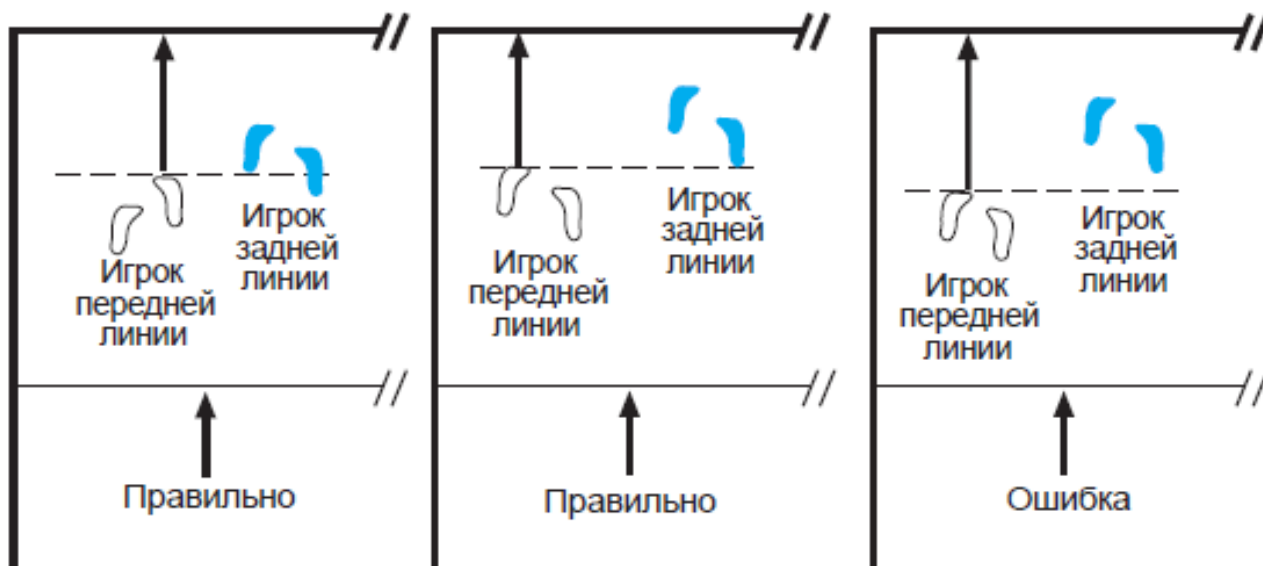 Игрок
задней
линии
Игрок
передней
линии
Правильно
Игрок
задней
линии
Игрок
передней
линии
Правильно
Игрок
задней
линии
Игрок
передней
линии
Ошибка